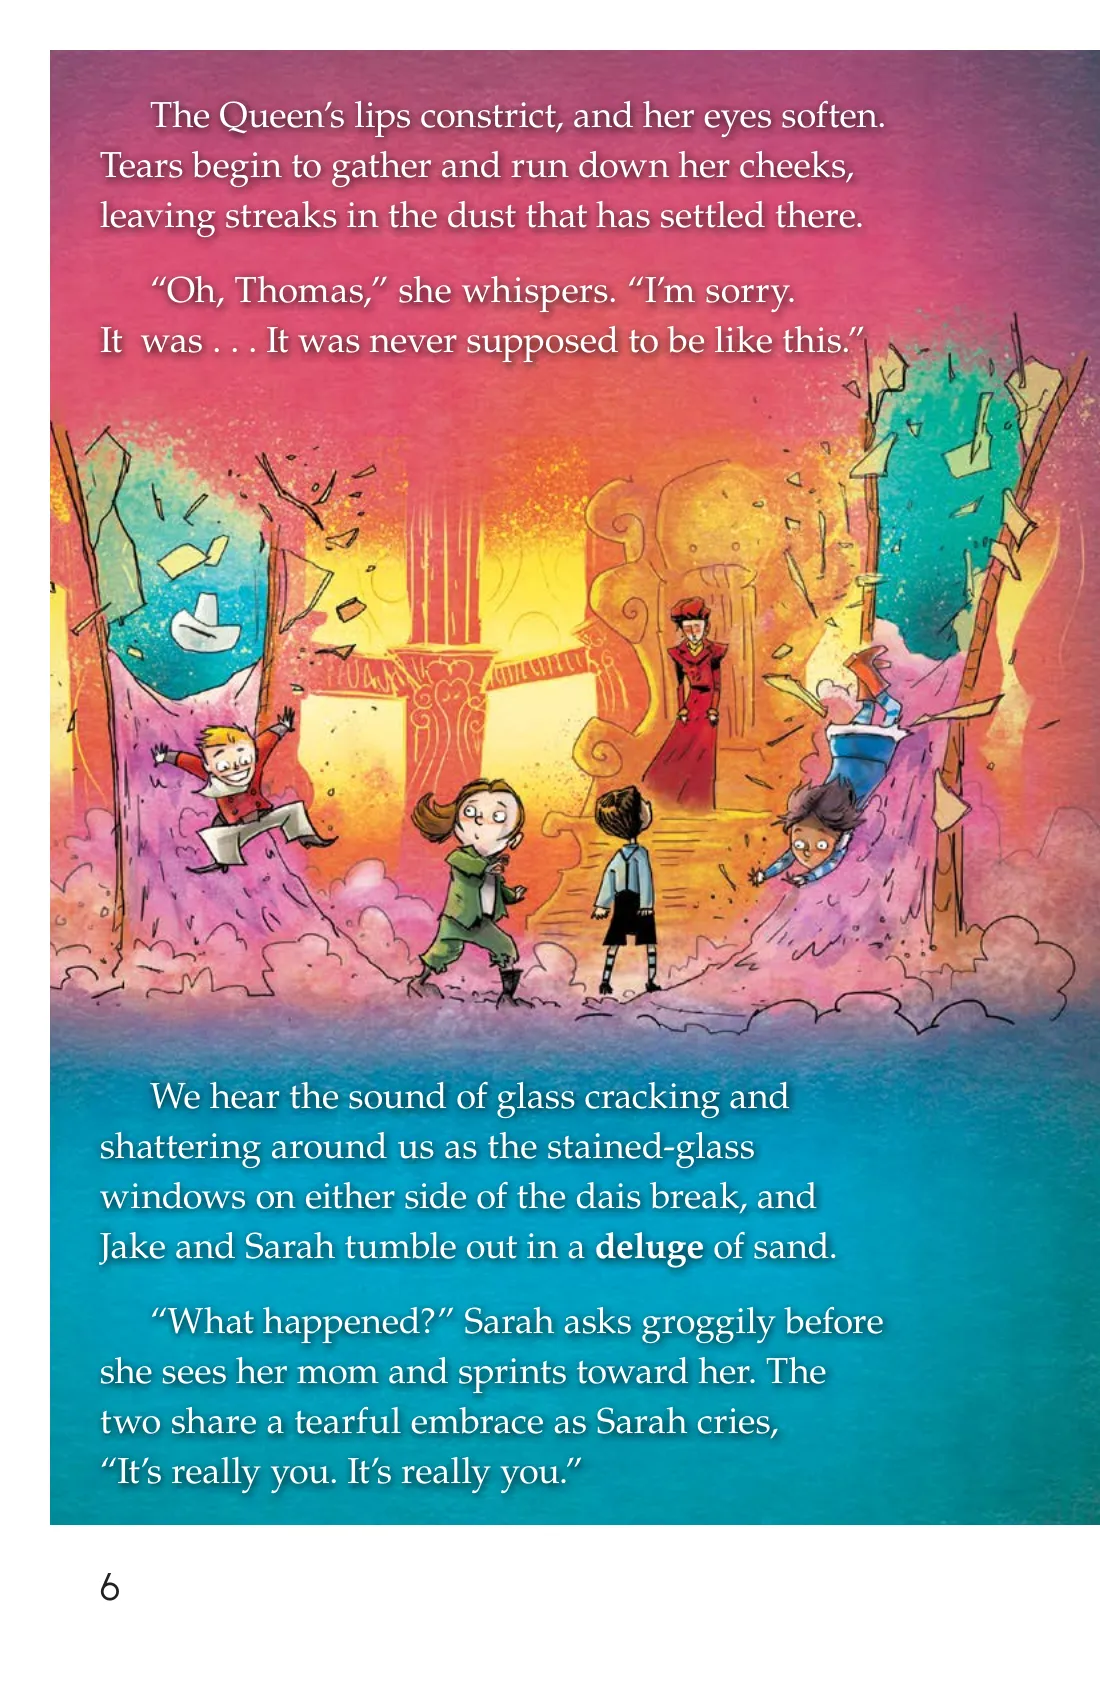 The Queen’s lips constrict, and her eyes soften.
Tears begin to gather and run down her cheeks,
leaving streaks in the dust that has settled there.
“Oh, Thomas,” she whispers. “I’m sorry.
It was . . . It was never supposed to be like this.”
We hear the sound of glass cracking and
shattering around us as the stained-glass
windows on either side of the dais break, and
Jake and Sarah tumble out in a deluge of sand.
“What happened?” Sarah asks groggily before
she sees her mom and sprints toward her. The
two share a tearful embrace as Sarah cries,
“It’s really you. It’s really you.”
6